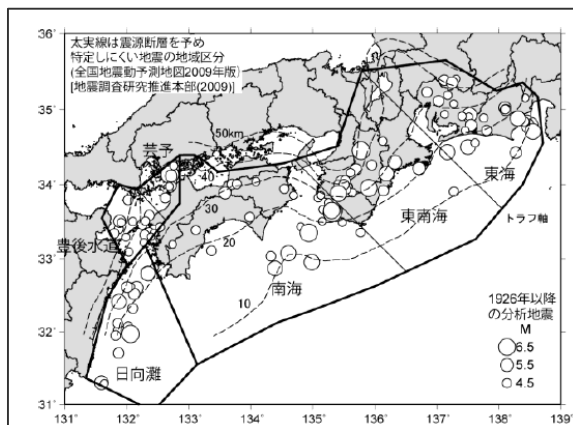 太実線は震源断層を予め
特定しにくい地震の地域区分
(全国地震動予測地図2009年版)
[地震調査研究推進本部(2009)]
36˚
35˚
34˚
33˚
32˚
31˚
50km
40
30
20
10
芸予
豊後水道
日向灘
南海
東南海
東海
トラフ軸
1926年以降
の分析地震
M
6.5
5.5
4.5
131˚ 132˚ 133˚ 134˚ 135˚ 136˚ 137˚ 138˚ 139˚